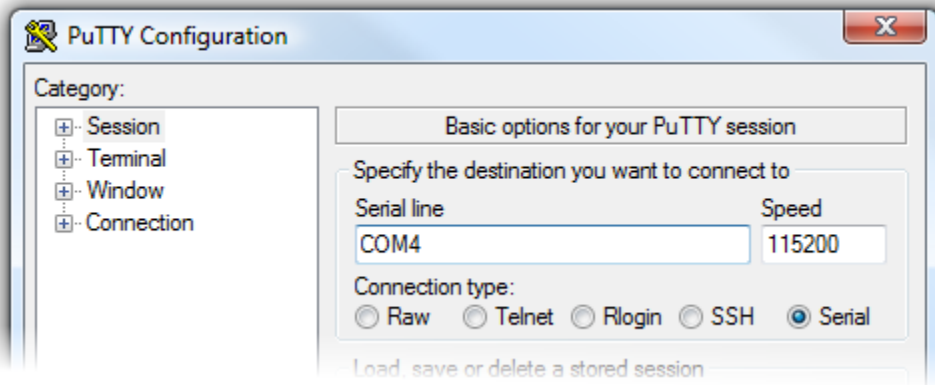 PuTTY Configuration
X
Category:
Session
Terminal
Window
Connection
Basic options for your PuTTY session
Specify the destination you want to connect to
Serial line Speed
COM4 115200
Connection type:
Raw Telnet Rlogin SSH Serial
Load, save or delete a stored session